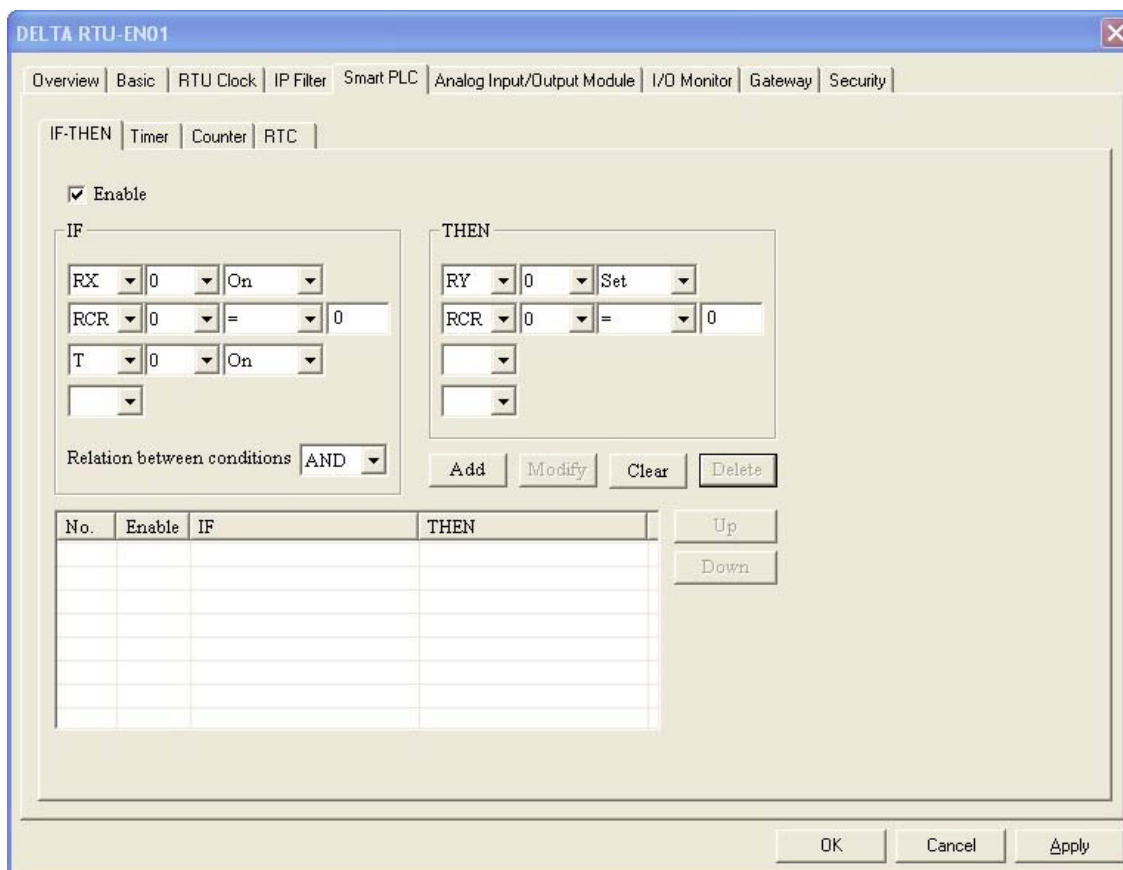 DELTA RTU-EN01
Overview Basic RTU Clock IP Filter Smart PLC Analog Input/Output Module I/O Monitor Gateway Security
IF-THEN Timer Counter RTC
Enable
IF
RX 0 On
RCR 0 = 0
T 0 On
Relation between conditions AND
THEN
RY 0 Set
RCR 0 = 0
Add Modify Clear Delete
No. Enable IF THEN
Up
Down
OK Cancel Apply